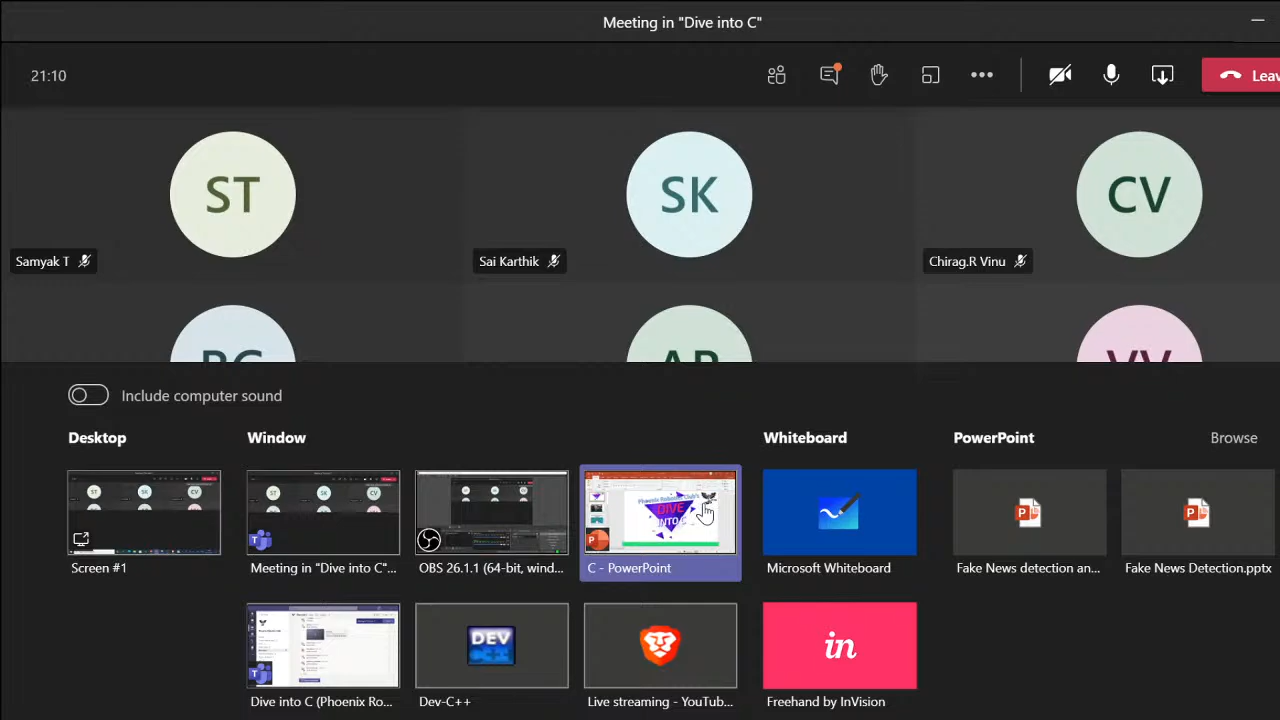 Meeting in "Dive into C"
21:10
Leav
ST
SK
CV
Samyak T
Sai Karthik
Chirag.R Vinu
Include computer sound
Desktop
Window
Whiteboard
PowerPoint
Browse
DIVE
INTO C
Screen #1
Meeting in "Dive into C"...
OBS 26.1.1 (64-bit, wind...
C - PowerPoint
Microsoft Whiteboard
Fake News detection an...
Fake News Detection.pptx
DEV
C++
in
Dive into C (Phoenix Ro...
Dev-C++
Live streaming - YouTub...
Freehand by InVision